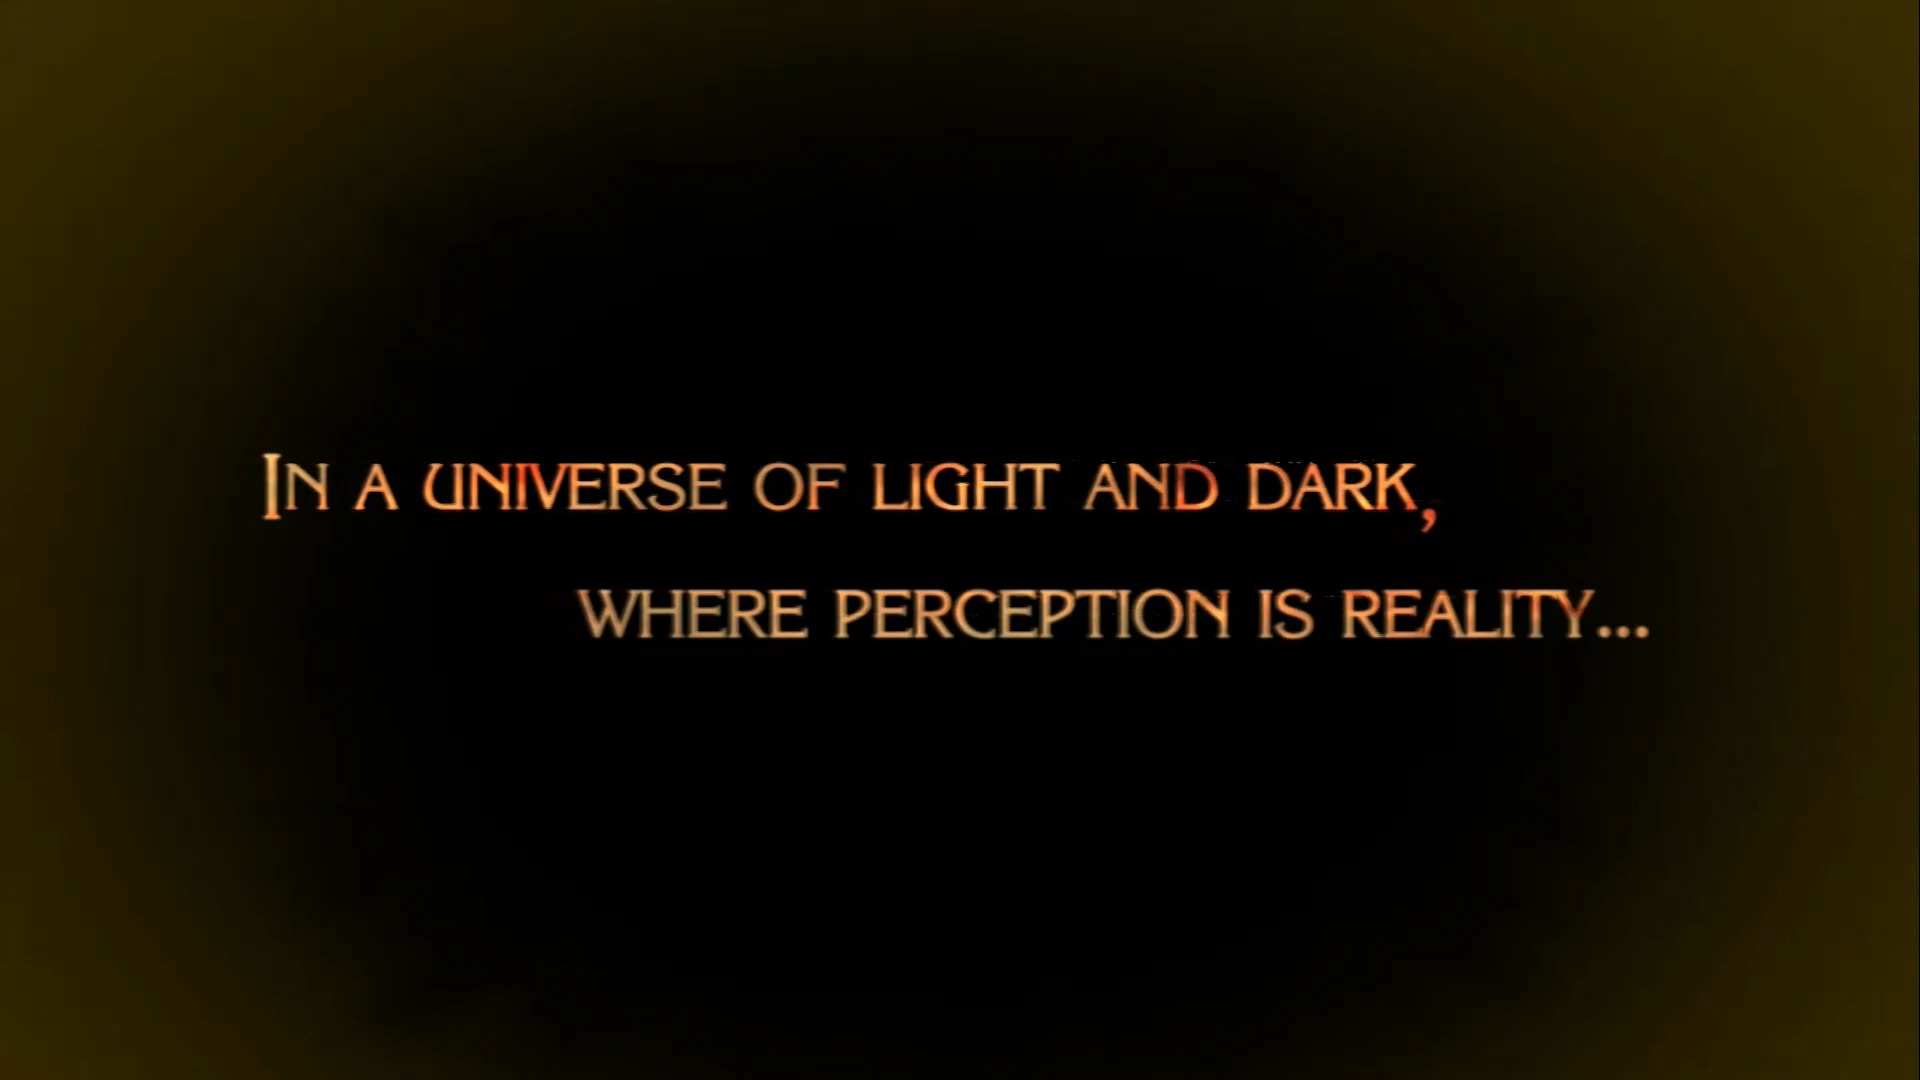 In a universe of light and dark,
where perception is reality...